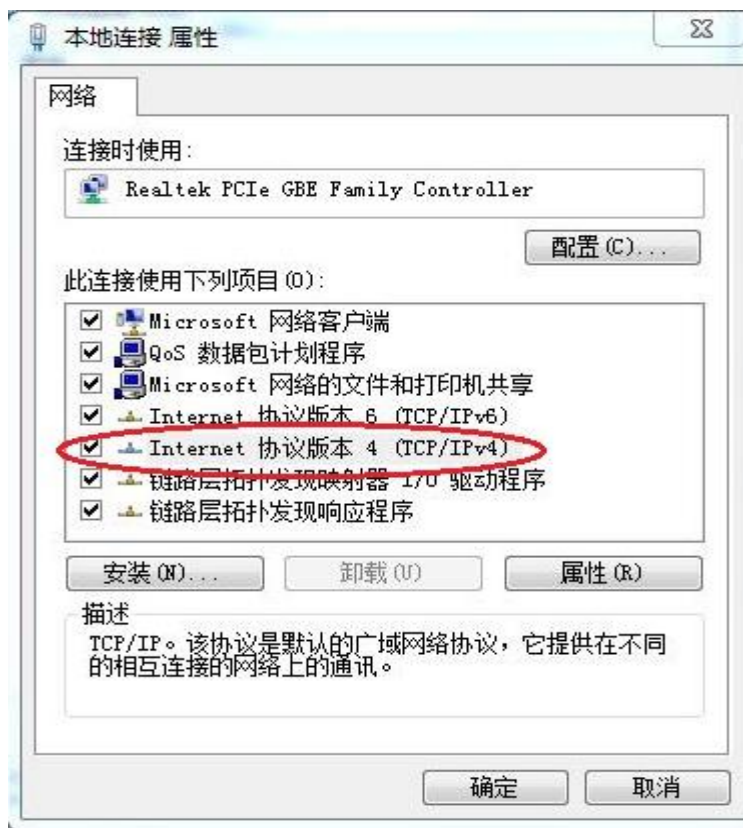 本地连接 属性
网络
连接时使用:
Realtek PCIe GBE Family Controller
配置(C)...
此连接使用下列项目(O):
Microsoft 网络客户端
QoS 数据包计划程序
Microsoft 网络的文件和打印机共享
Internet 协议版本 6 (TCP/IPv6)
Internet 协议版本 4 (TCP/IPv4)
链路层拓扑发现映射器 I/O 驱动程序
链路层拓扑发现响应程序
安装(N)...
卸载(U)
属性(R)
描述
TCP/IP。该协议是默认的广域网络协议，它提供在不同
的相互连接的网络上的通讯。
确定
取消